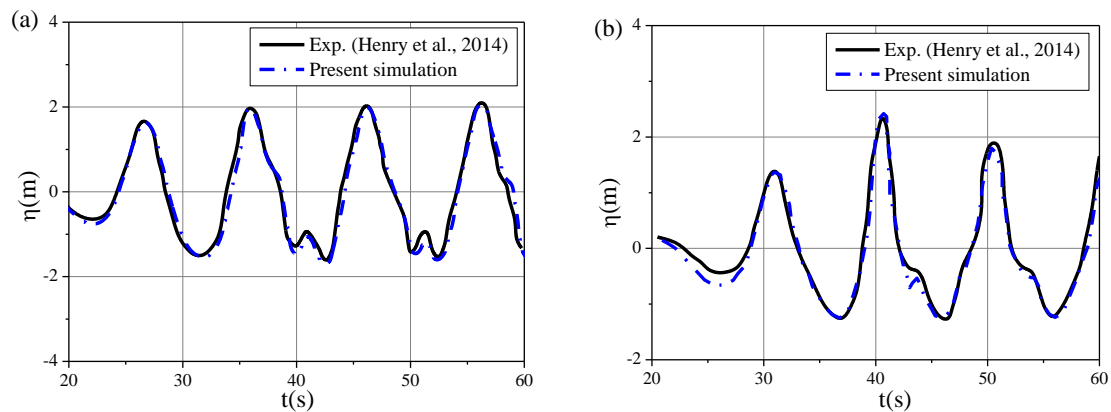 (a)
4
2
0
-2
-4
η(m)
Exp. (Henry et al., 2014)
Present simulation
20 30 40 50 60
t(s)
(b)
4
2
0
-2
η(m)
Exp. (Henry et al., 2014)
Present simulation
20 30 40 50 60
t(s)